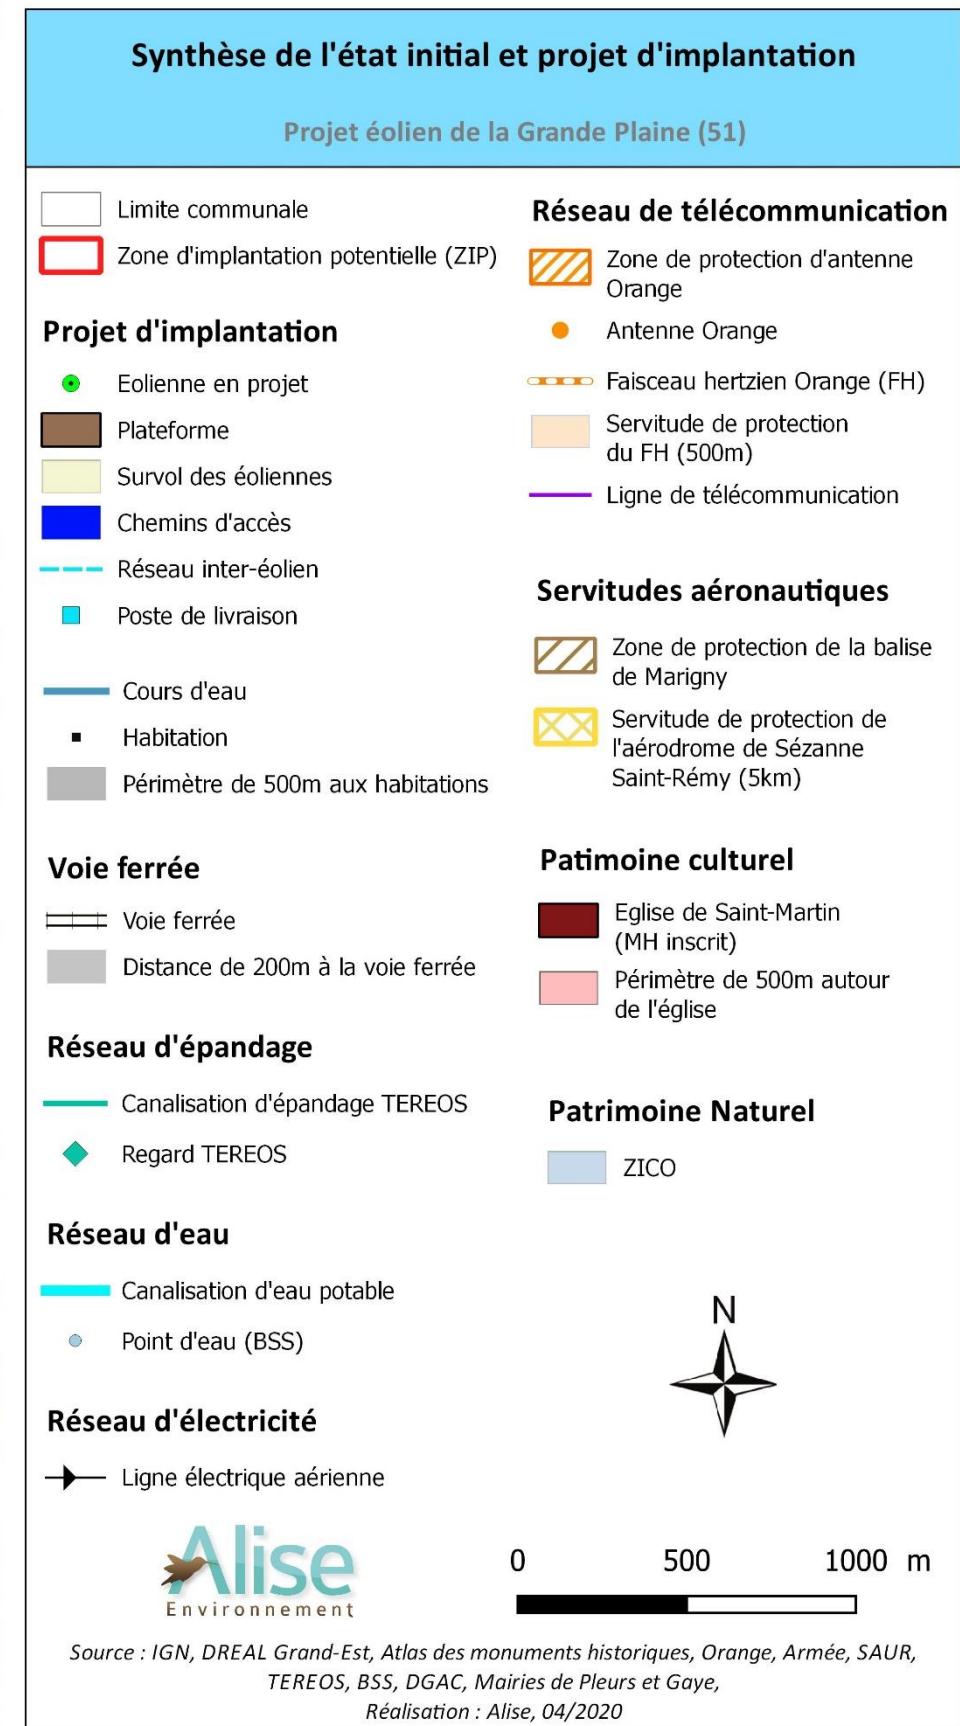 Synthèse de l'état initial et projet d'implantation
Projet éolien de la Grande Plaine (51)
Limite communale
Zone d'implantation potentielle (ZIP)
Projet d'implantation
Eolienne en projet
Plateforme
Survol des éoliennes
Chemins d'accès
Réseau inter-éolien
Poste de livraison
Cours d'eau
Habitation
Périmètre de 500m aux habitations
Voie ferrée
Voie ferrée
Distance de 200m à la voie ferrée
Réseau d'épandage
Canalisation d'épandage TEREOS
Regard TEREOS
Réseau d'eau
Canalisation d'eau potable
Point d'eau (BSS)
Réseau d'électricité
Ligne électrique aérienne
Réseau de télécommunication
Zone de protection d'antenne
Orange
Antenne Orange
Faisceau hertzien Orange (FH)
Servitude de protection
du FH (500m)
Ligne de télécommunication
Servitudes aéronautiques
Zone de protection de la balise
de Marigny
Servitude de protection de
l'aérodrome de Sézanne
Saint-Rémy (5km)
Patimoine culturel
Eglise de Saint-Martin
(MH inscrit)
Périmètre de 500m autour
de l'église
Patrimoine Naturel
ZICO
N
Alise
Environnement
0 500 1000 m
Source : IGN, DREAL Grand-Est, Atlas des monuments historiques, Orange, Armée, SAUR,
TEREOS, BSS, DGAC, Mairies de Pleurs et Gaye,
Réalisation : Alise, 04/2020